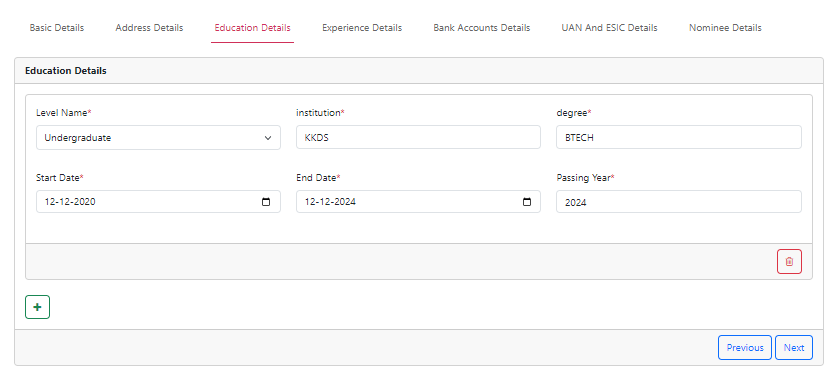 Basic Details Address Details Education Details Experience Details Bank Accounts Details UAN And ESIC Details Nominee Details
Education Details
Level Name* institution* degree*
Undergraduate KKDS BTECH
Start Date* End Date* Passing Year*
12-12-2020 12-12-2024 2024
+
Previous Next